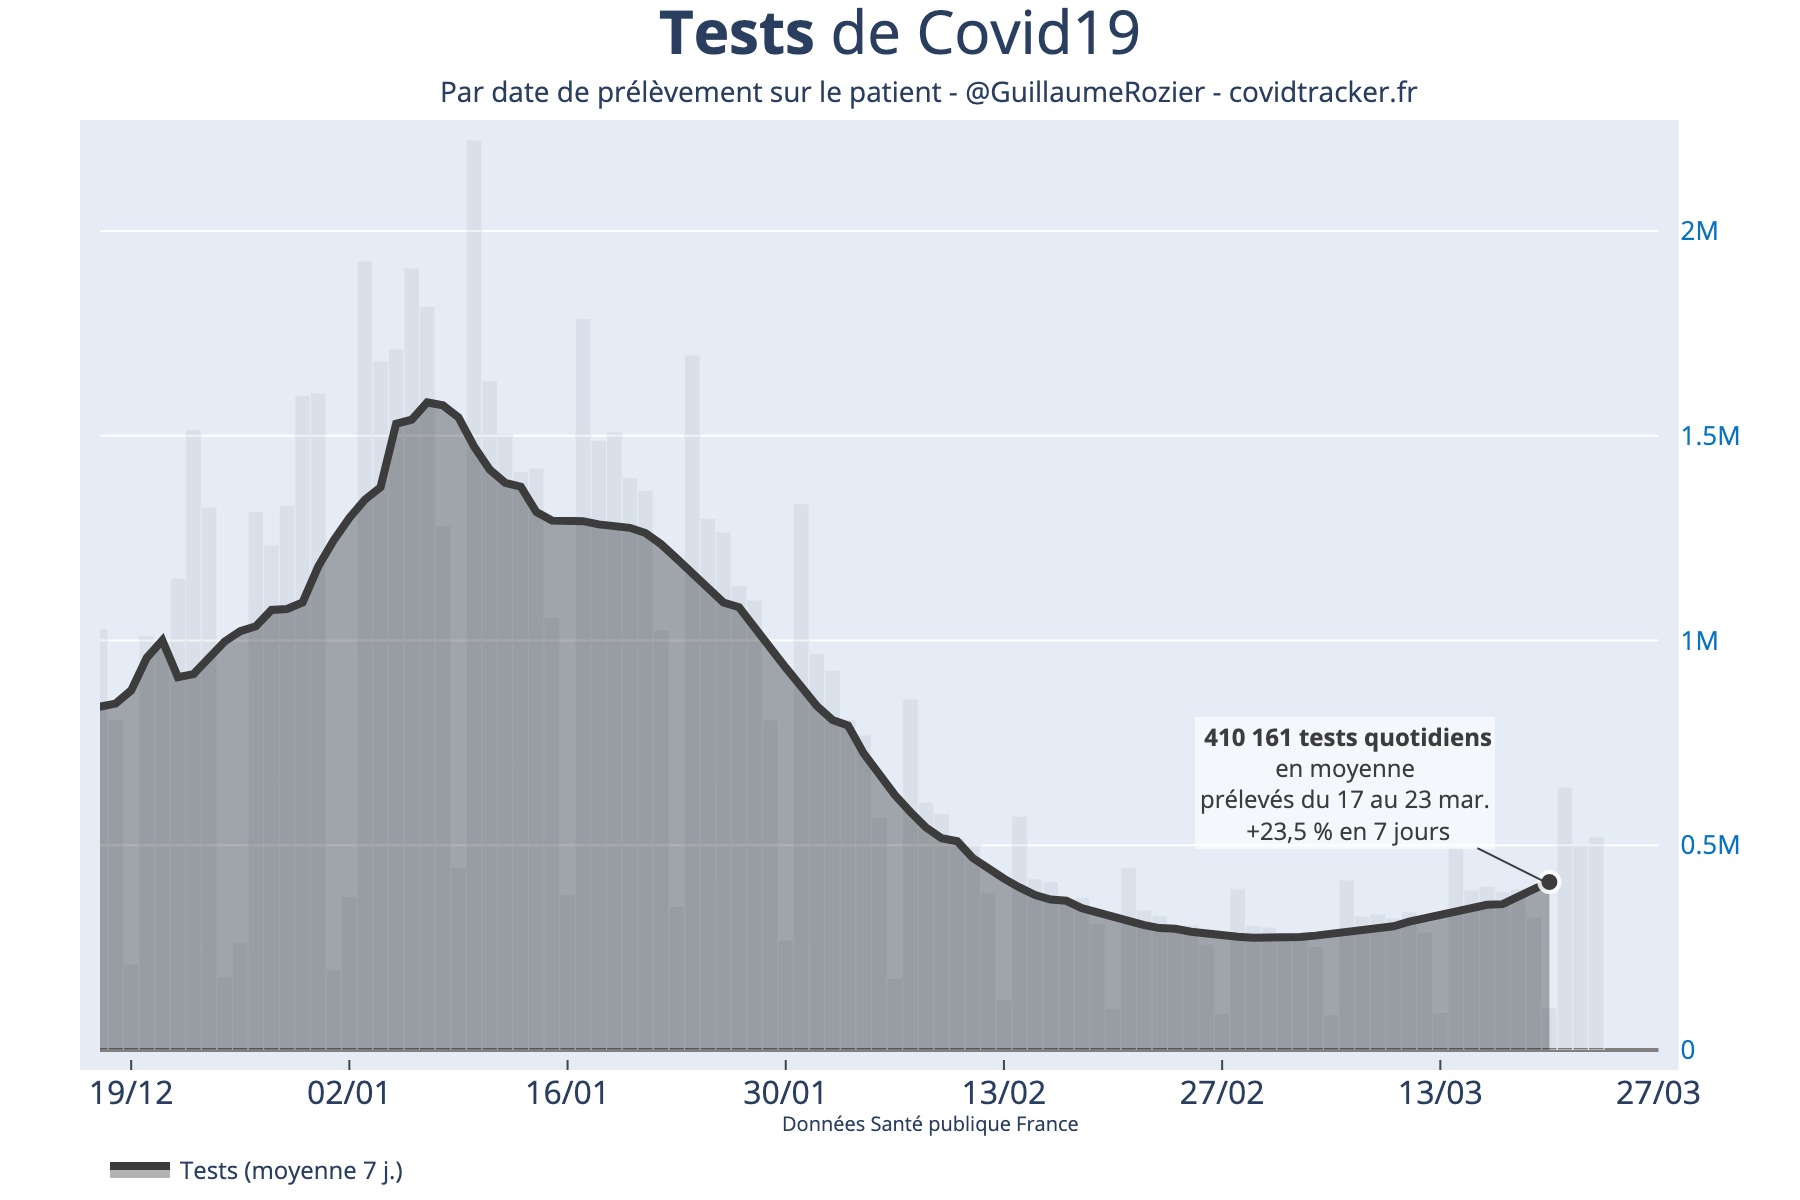 Tests de Covid19
Par date de prélèvement sur le patient - @GuillaumeRozier - covidtracker.fr
2M
1.5M
1M
0.5M
0
410 161 tests quotidiens
en moyenne
prélevés du 17 au 23 mar.
+23,5 % en 7 jours
19/12 02/01 16/01 30/01 13/02 27/02 13/03 27/03
Données Santé publique France
Tests (moyenne 7 j.)